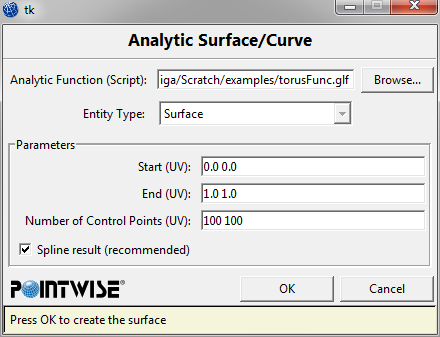 tk
Analytic Surface/Curve
Analytic Function (Script): iga/Scratch/examples/torusFunc.glf Browse...
Entity Type: Surface
Parameters
Start (UV): 0.0 0.0
End (UV): 1.0 1.0
Number of Control Points (UV): 100 100
Spline result (recommended)
POINTWISE® OK Cancel
Press OK to create the surface